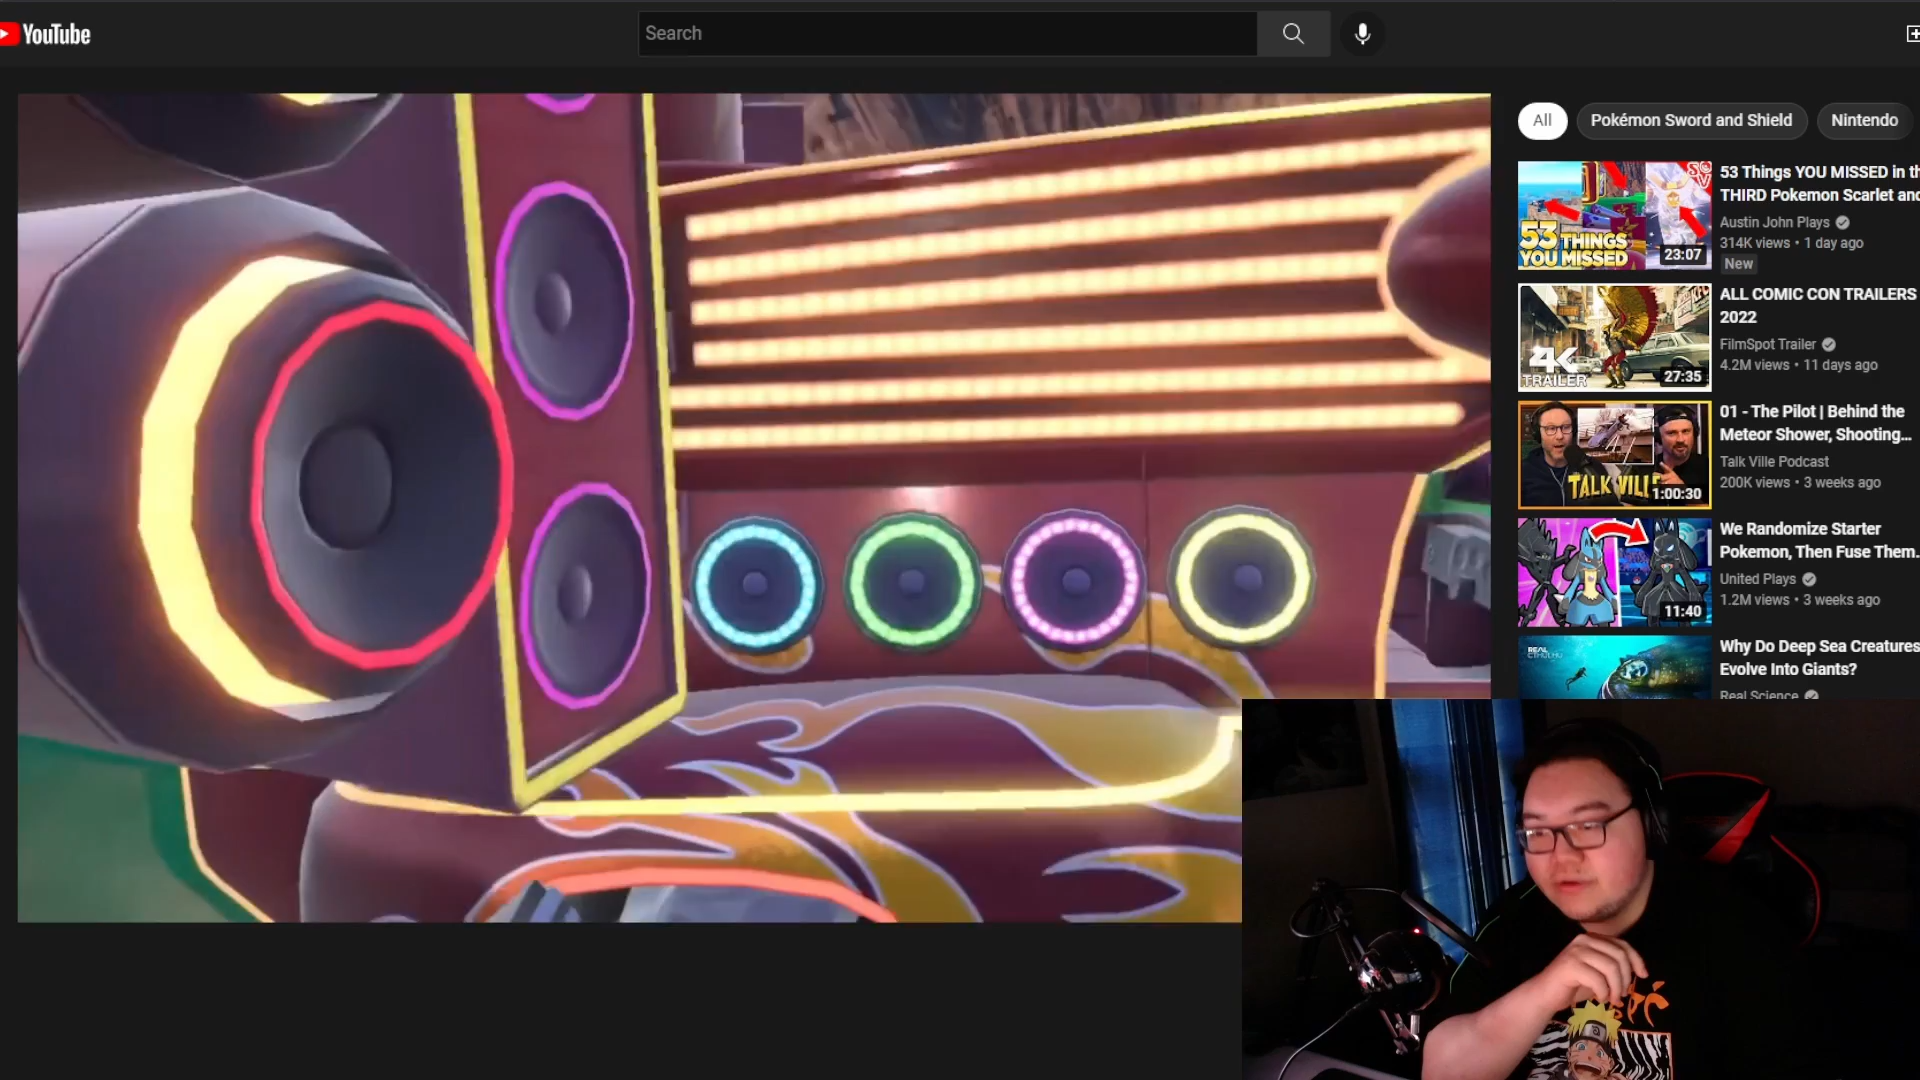 YouTube
Search
All
Pokémon Sword and Shield
Nintendo
53 THINGS
YOU MISSED
SV
23:07
53 Things YOU MISSED in th
THIRD Pokemon Scarlet and
Austin John Plays
314K views • 1 day ago
New
4K
TRAILER
27:35
ALL COMIC CON TRAILERS
2022
FilmSpot Trailer
4.2M views • 11 days ago
TALK VILLE
1:00:30
01 - The Pilot | Behind the
Meteor Shower, Shooting...
Talk Ville Podcast
200K views • 3 weeks ago
11:40
We Randomize Starter
Pokemon, Then Fuse Them...
United Plays
1.2M views • 3 weeks ago
REAL
CTHULHU
Why Do Deep Sea Creatures
Evolve Into Giants?
Real Science